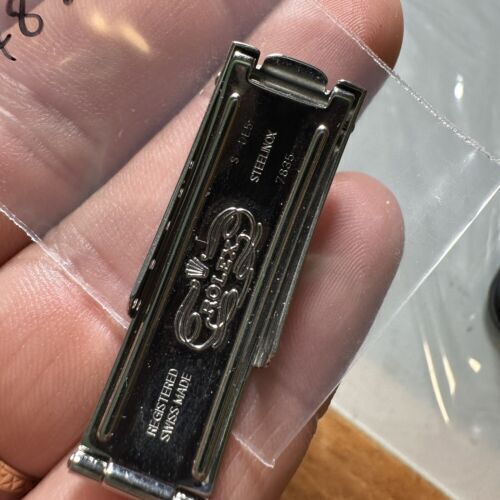 STEELINOX
7835
ROLEX
REGISTERED
SWISS MADE